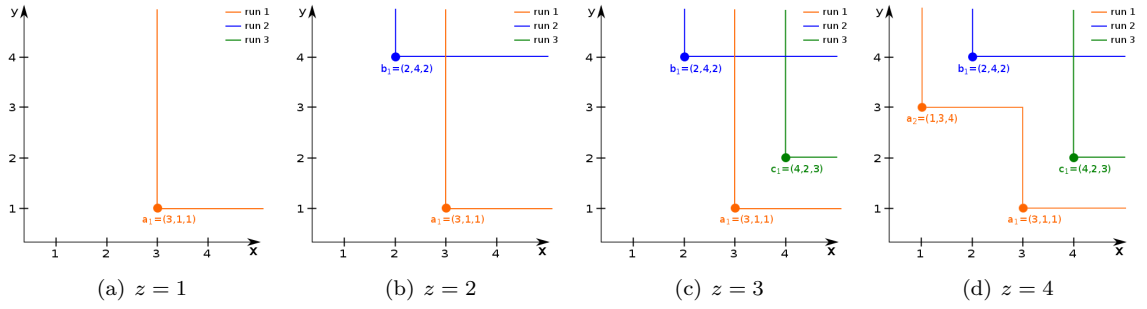 y
run 1
run 2
run 3
4
3
2
1
a₁=(3,1,1)
1
2
3
4
x
(a) z = 1
y
run 1
run 2
run 3
4
b₁=(2,4,2)
3
2
1
a₁=(3,1,1)
1
2
3
4
x
(b) z = 2
y
run 1
run 2
run 3
4
b₁=(2,4,2)
3
2
c₁=(4,2,3)
1
a₁=(3,1,1)
1
2
3
4
x
(c) z = 3
y
run 1
run 2
run 3
4
b₁=(2,4,2)
3
a₂=(1,3,4)
2
c₁=(4,2,3)
1
a₁=(3,1,1)
1
2
3
4
x
(d) z = 4